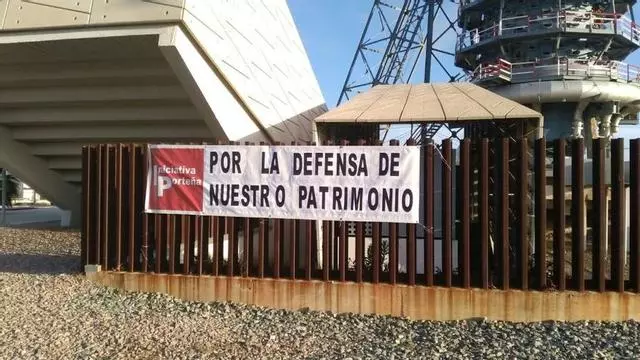 Iniciativa
Porteña
POR LA DEFENSA DE
NUESTRO PATRIMONIO